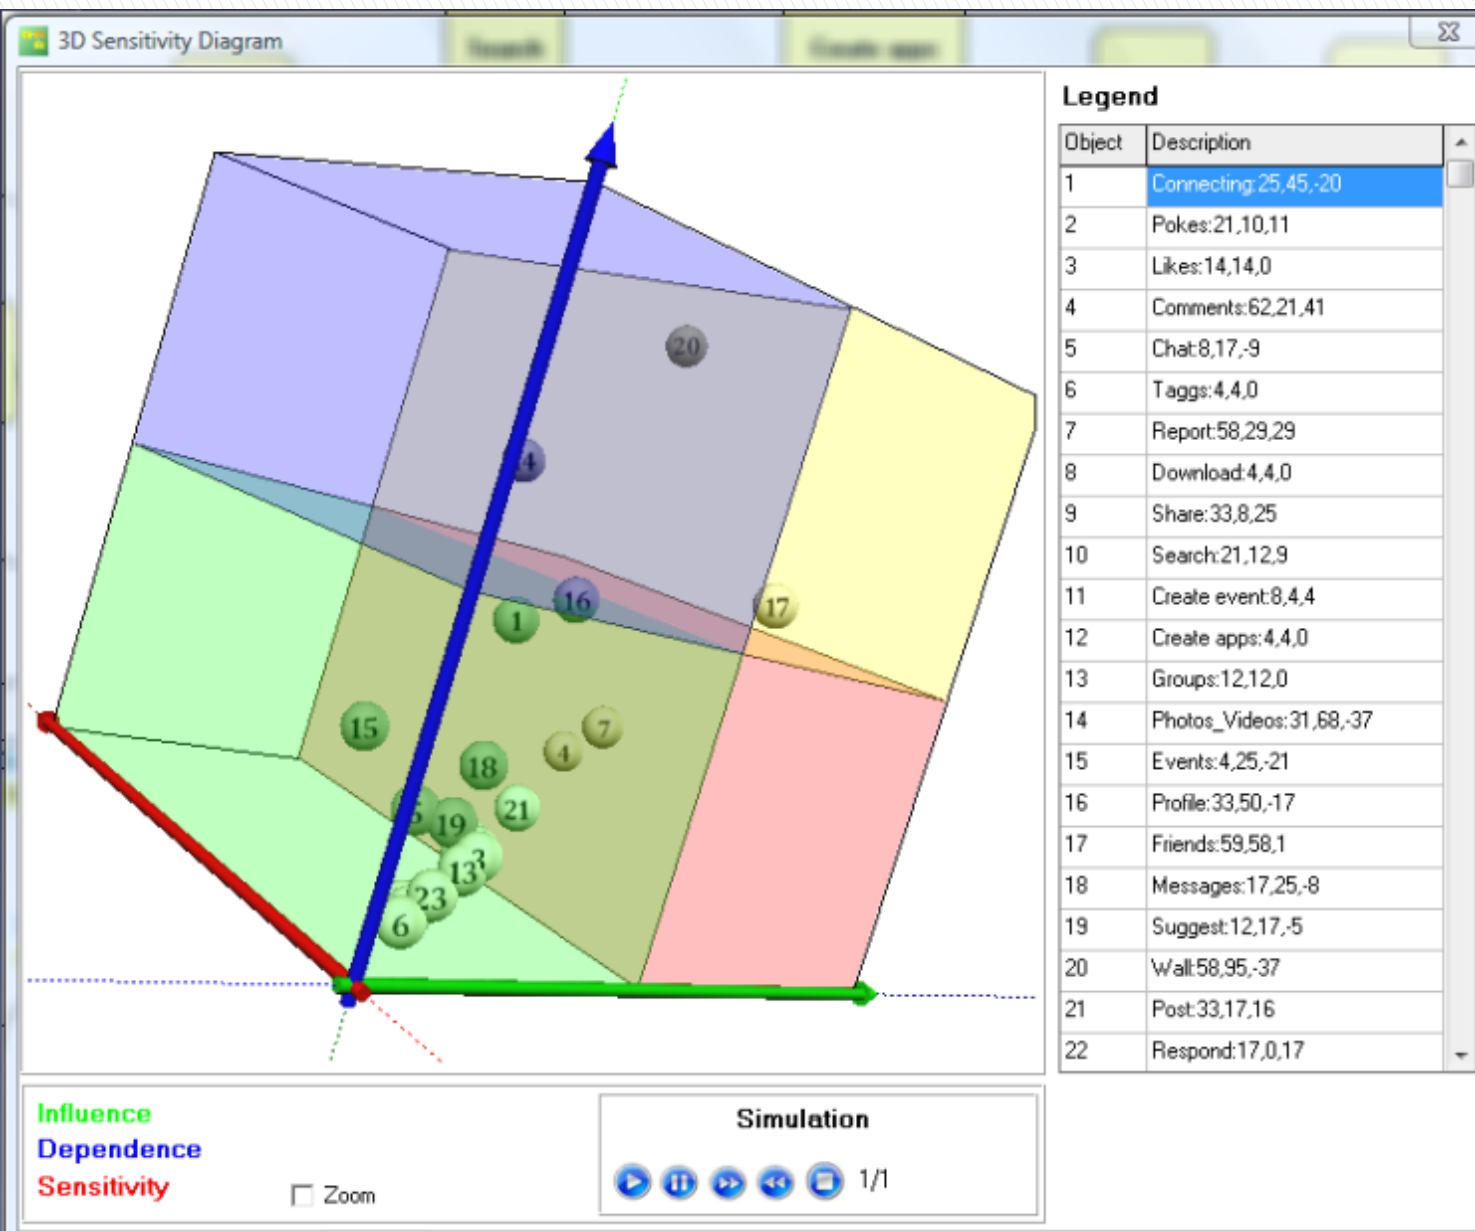 Search
Create apps
3D Sensitivity Diagram
Legend
Object Description
1 Connecting:25,45,-20
2 Pokes:21,10,11
3 Likes:14,14,0
4 Comments:62,21,41
5 Chat:8,17,-9
6 Taggs:4,4,0
7 Report:58,29,29
8 Download:4,4,0
9 Share:33,8,25
10 Search:21,12,9
11 Create event:8,4,4
12 Create apps:4,4,0
13 Groups:12,12,0
14 Photos_Videos:31,68,-37
15 Events:4,25,-21
16 Profile:33,50,-17
17 Friends:59,58,1
18 Messages:17,25,-8
19 Suggest:12,17,-5
20 Wall:58,95,-37
21 Post:33,17,16
22 Respond:17,0,17
20
16
17
1
15
7
4
18
21
5
19
3
13
23
6
Influence
Dependence
Sensitivity
Zoom
Simulation
1/1